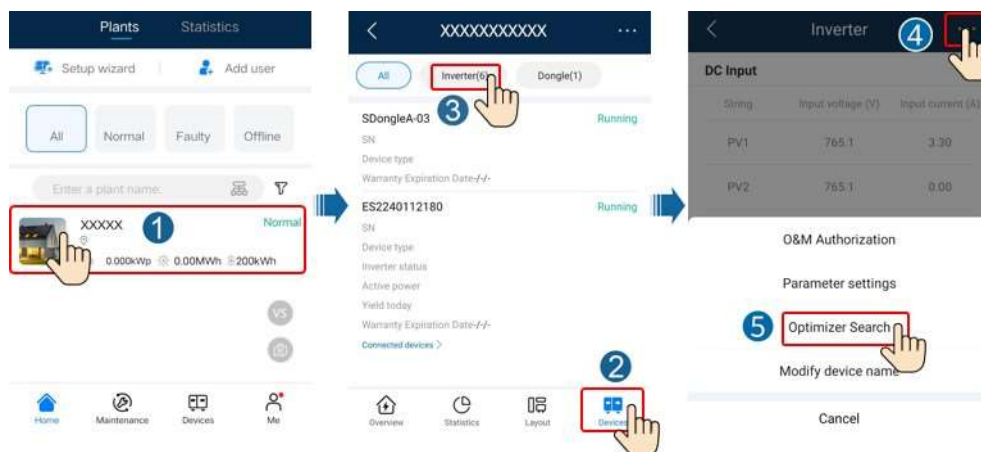 Plants Statistics
Setup wizard Add user
All Normal Faulty Offline
Enter a plant name.
XXXXX 1 Normal
0.000kWp 0.00MWh 200kWh
VS
Home Maintenance Devices Me
XXXXXXXXXXX ...
All Inverter(6) Dongle(1)
3
SDongleA-03 Running
SN
Device type
Warranty Expiration Date-/-/-
ES2240112180 Running
SN
Device type
Inverter status
Active power
Yield today
Warranty Expiration Date-/-/-
Connected devices >
2
Overview Statistics Layout Devices
Inverter 4
DC Input
String Input voltage (V) Input current (A)
PV1 765.1 3.30
PV2 765.1 0.00
O&M Authorization
Parameter settings
5 Optimizer Search
Modify device name
Cancel